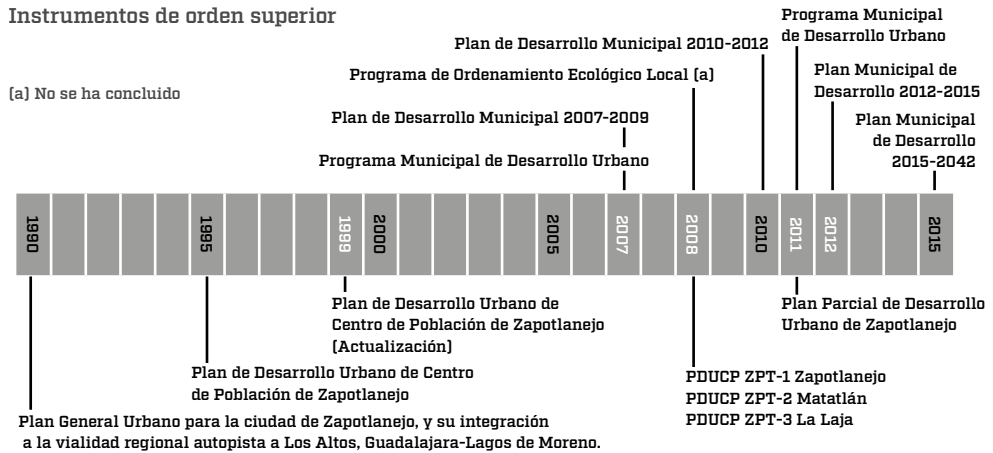 Instrumentos de orden superior
Programa Municipal
de Desarrollo Urbano
Plan de Desarrollo Municipal 2010-2012
Programa de Ordenamiento Ecológico Local (a)
Plan Municipal de
Desarrollo 2012-2015
(a) No se ha concluido
Plan de Desarrollo Municipal 2007-2009
Plan Municipal
de Desarrollo
2015-2042
Programa Municipal de Desarrollo Urbano
1990
1995
1999
2000
2005
2007
2008
2010
2011
2012
2015
Plan de Desarrollo Urbano de
Centro de Población de Zapotlanejo
(Actualización)
Plan Parcial de Desarrollo
Urbano de Zapotlanejo
Plan de Desarrollo Urbano de Centro
de Población de Zapotlanejo
PDUCP ZPT-1 Zapotlanejo
PDUCP ZPT-2 Matatlán
PDUCP ZPT-3 La Laja
Plan General Urbano para la ciudad de Zapotlanejo, y su integración
a la vialidad regional autopista a Los Altos, Guadalajara-Lagos de Moreno.